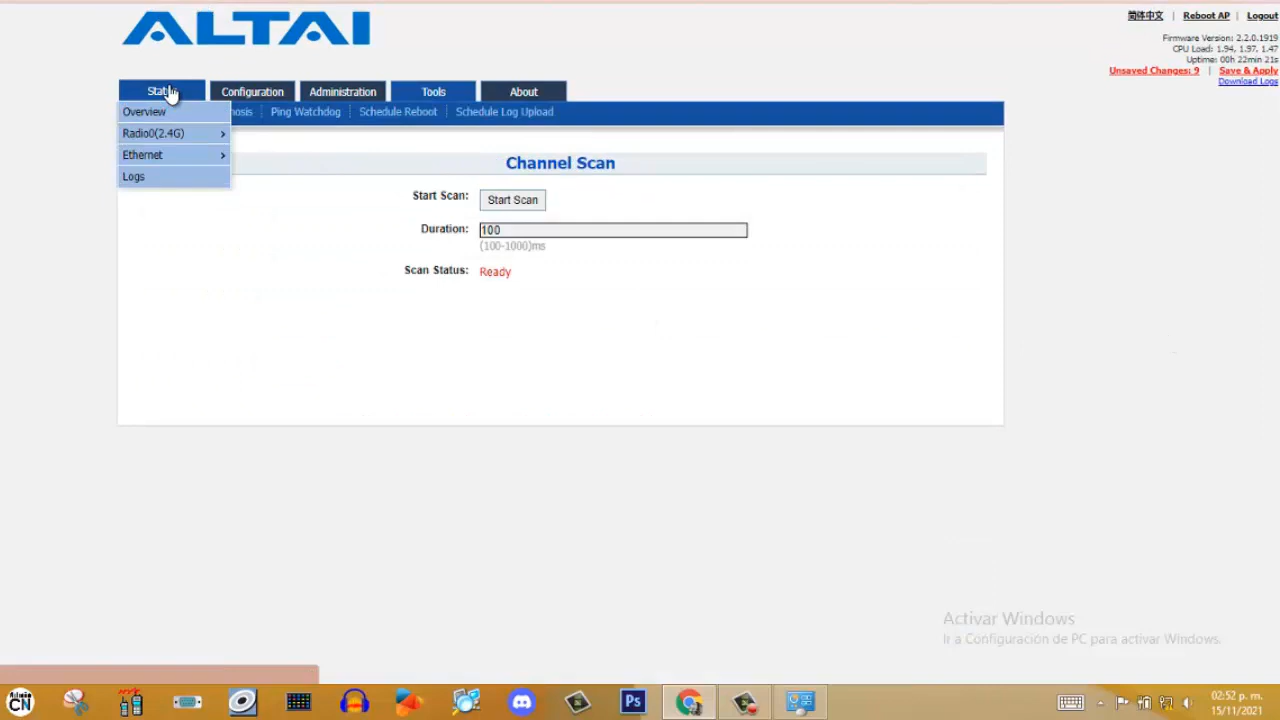 ALTAI
简体中文 | Reboot AP | Logout
Firmware Version: 2.2.0.1919
CPU Load: 1.94, 1.97, 1.47
Uptime: 00h 22min 21s
Unsaved Changes: 9 | Save & Apply
Download Logs
Configuration Administration Tools About
Ping Watchdog Schedule Reboot Schedule Log Upload
Overview
Radio0(2.4G)
Ethernet
Logs
Channel Scan
Start Scan: Start Scan
Duration: 100
(100-1000)ms
Scan Status: Ready
Activar Windows
Ir a Configuración de PC para activar Windows.
CN
Ps
02:52 p. m.
15/11/2021